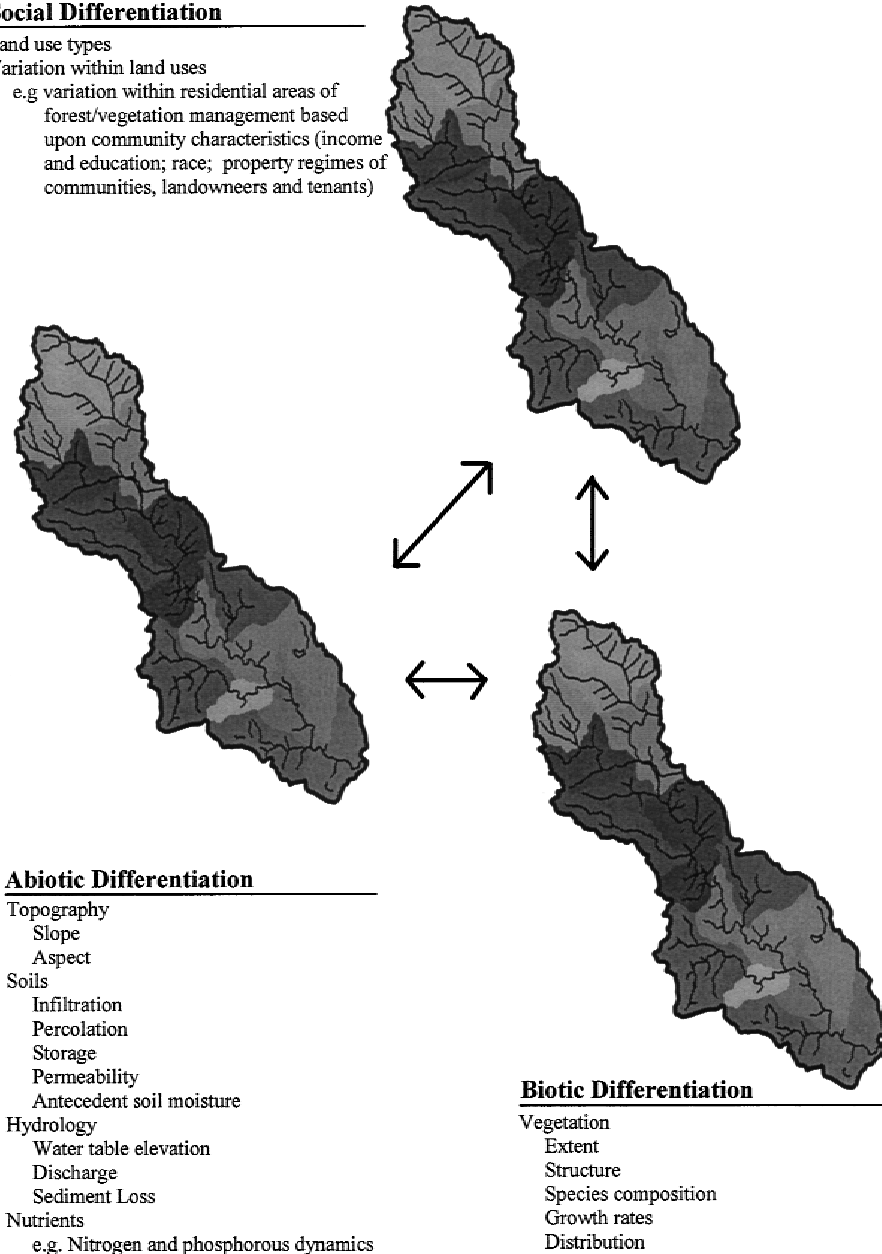 ocial Differentiation
and use types
ariation within land uses
e.g variation within residential areas of
forest/vegetation management based
upon community characteristics (income
and education; race; property regimes of
communities, landowneers and tenants)
Abiotic Differentiation
Topography
Slope
Aspect
Soils
Infiltration
Percolation
Storage
Permeability
Antecedent soil moisture
Hydrology
Water table elevation
Discharge
Sediment Loss
Nutrients
e.g. Nitrogen and phosphorous dynamics
Biotic Differentiation
Vegetation
Extent
Structure
Species composition
Growth rates
Distribution